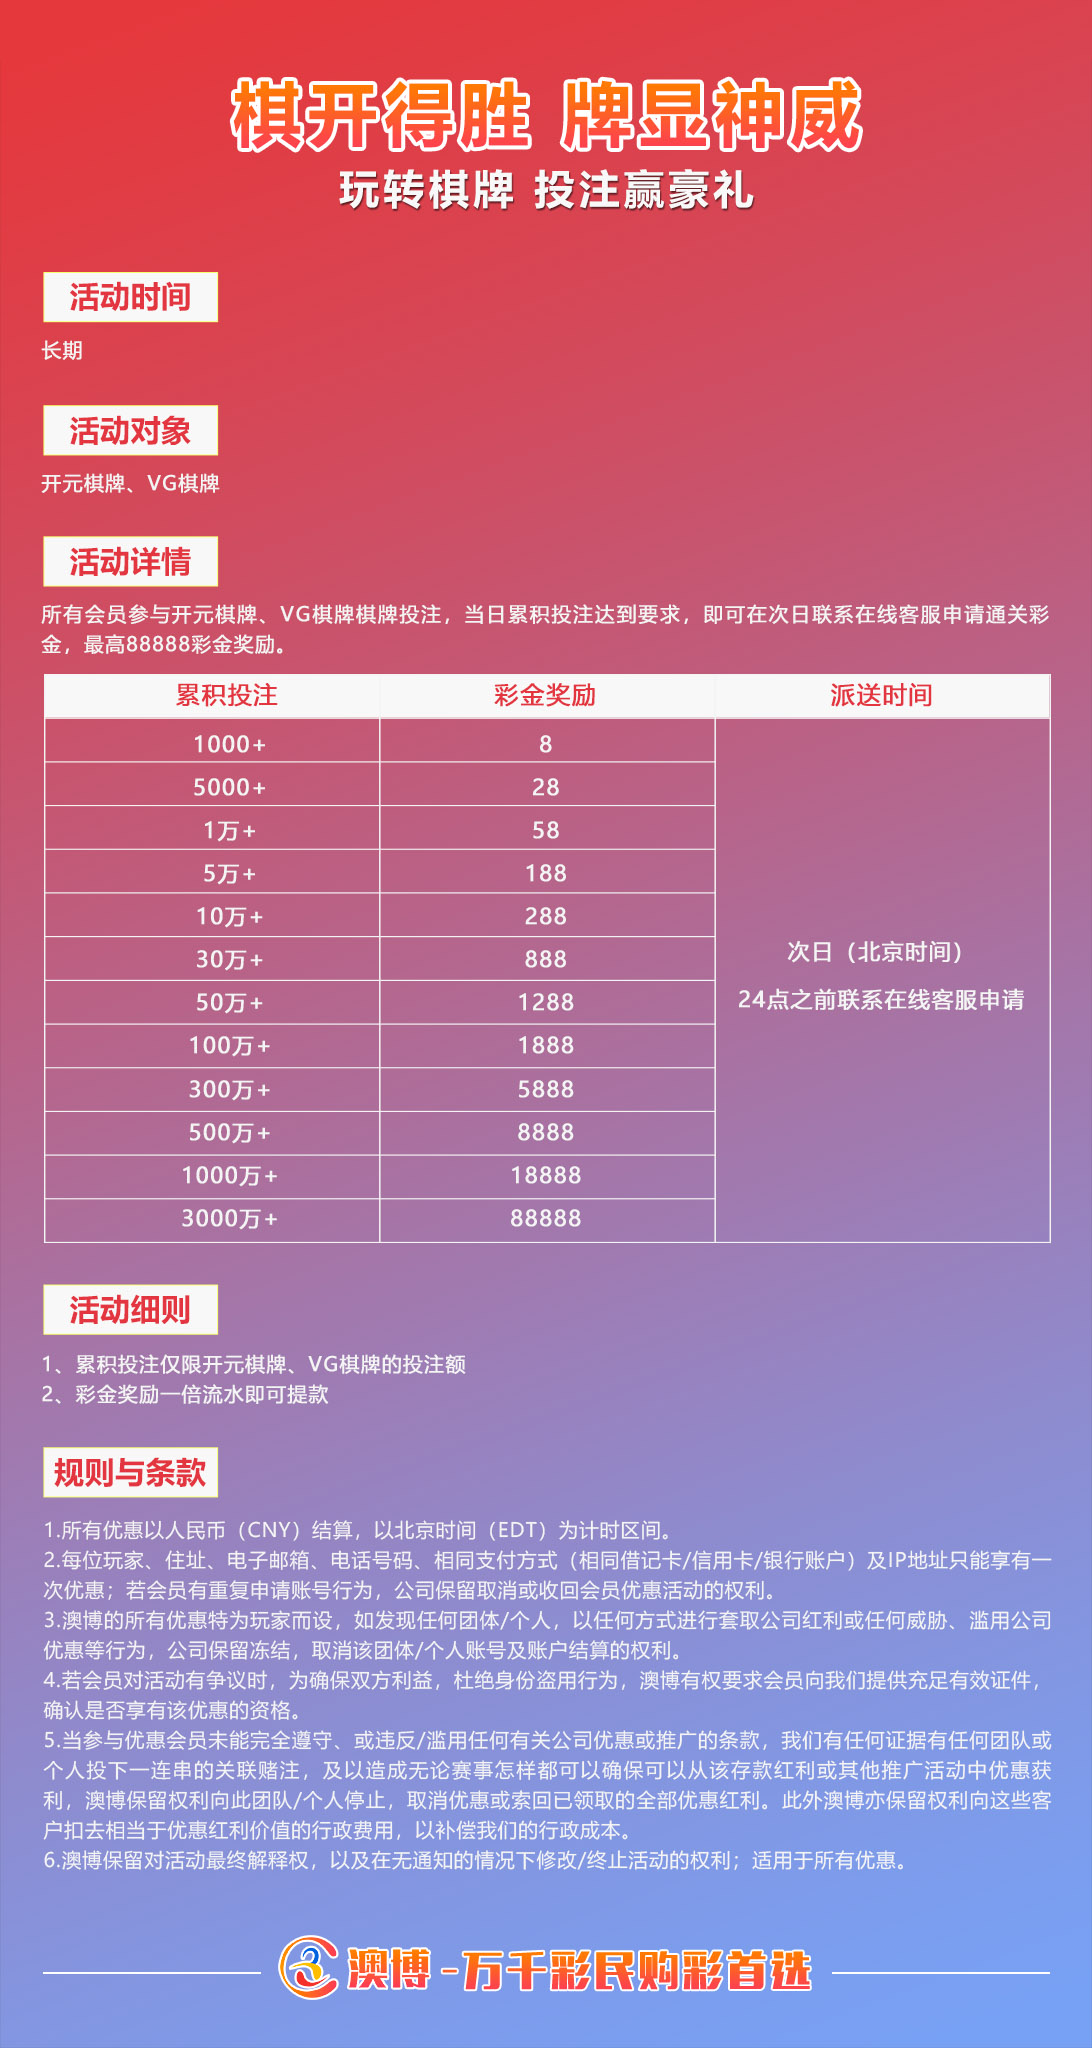 棋开得胜 牌显神威
玩转棋牌 投注赢豪礼
活动时间
长期
活动对象
开元棋牌、VG棋牌
活动详情
所有会员参与开元棋牌、VG棋牌棋牌投注，当日累积投注达到要求，即可在次日联系在线客服申请通关彩
金，最高88888彩金奖励。
累积投注 彩金奖励 派送时间
1000+ 8
5000+ 28
1万+ 58
5万+ 188
10万+ 288
30万+ 888
次日（北京时间）
50万+ 1288
24点之前联系在线客服申请
100万+ 1888
300万+ 5888
500万+ 8888
1000万+ 18888
3000万+ 88888
活动细则
1、累积投注仅限开元棋牌、VG棋牌的投注额
2、彩金奖励一倍流水即可提款
规则与条款
1.所有优惠以人民币（CNY）结算，以北京时间（EDT）为计时区间。
2.每位玩家、住址、电子邮箱、电话号码、相同支付方式（相同借记卡/信用卡/银行账户）及IP地址只能享有一
次优惠；若会员有重复申请账号行为，公司保留取消或收回会员优惠活动的权利。
3.澳博的所有优惠特为玩家而设，如发现任何团体/个人，以任何方式进行套取公司红利或任何威胁、滥用公司
优惠等行为，公司保留冻结，取消该团体/个人账号及账户结算的权利。
4.若会员对活动有争议时，为确保双方利益，杜绝身份盗用行为，澳博有权要求会员向我们提供充足有效证件，
确认是否享有该优惠的资格。
5.当参与优惠会员未能完全遵守、或违反/滥用任何有关公司优惠或推广的条款，我们有任何证据有任何团队或
个人投下一连串的关联赌注，及以造成无论赛事怎样都可以确保可以从该存款红利或其他推广活动中优惠获
利，澳博保留权利向此团队/个人停止，取消优惠或索回已领取的全部优惠红利。此外澳博亦保留权利向这些客
户扣去相当于优惠红利价值的行政费用，以补偿我们的行政成本。
6.澳博保留对活动最终解释权，以及在无通知的情况下修改/终止活动的权利；适用于所有优惠。
澳博-万千彩民购彩首选